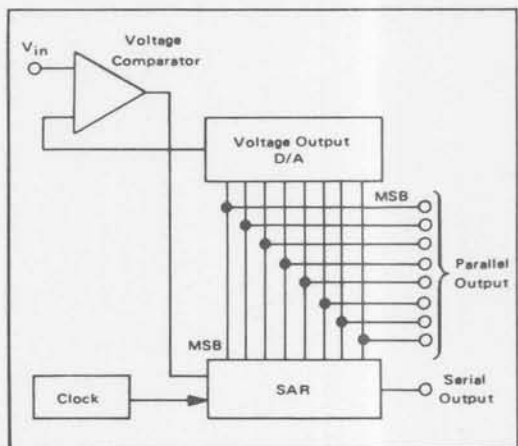 Vin
Voltage
Comparator
Voltage Output
D/A
MSB
Parallel
Output
MSB
Clock
SAR
Serial
Output